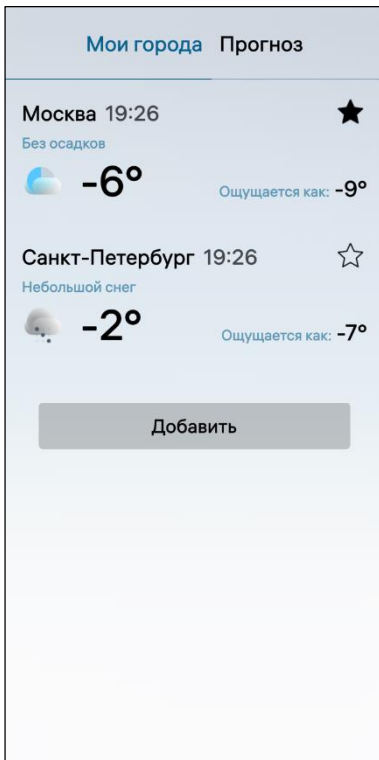 Мои города Прогноз
Москва 19:26
Без осадков
-6° Ощущается как: -9°
Санкт-Петербург 19:26
Небольшой снег
-2° Ощущается как: -7°
Добавить